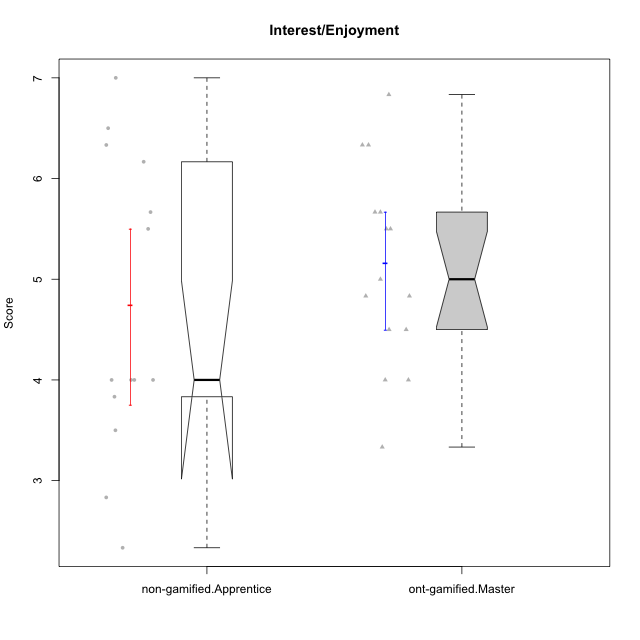 Interest/Enjoyment
7
6
5
4
3
Score
non-gamified.Apprentice
ont-gamified.Master